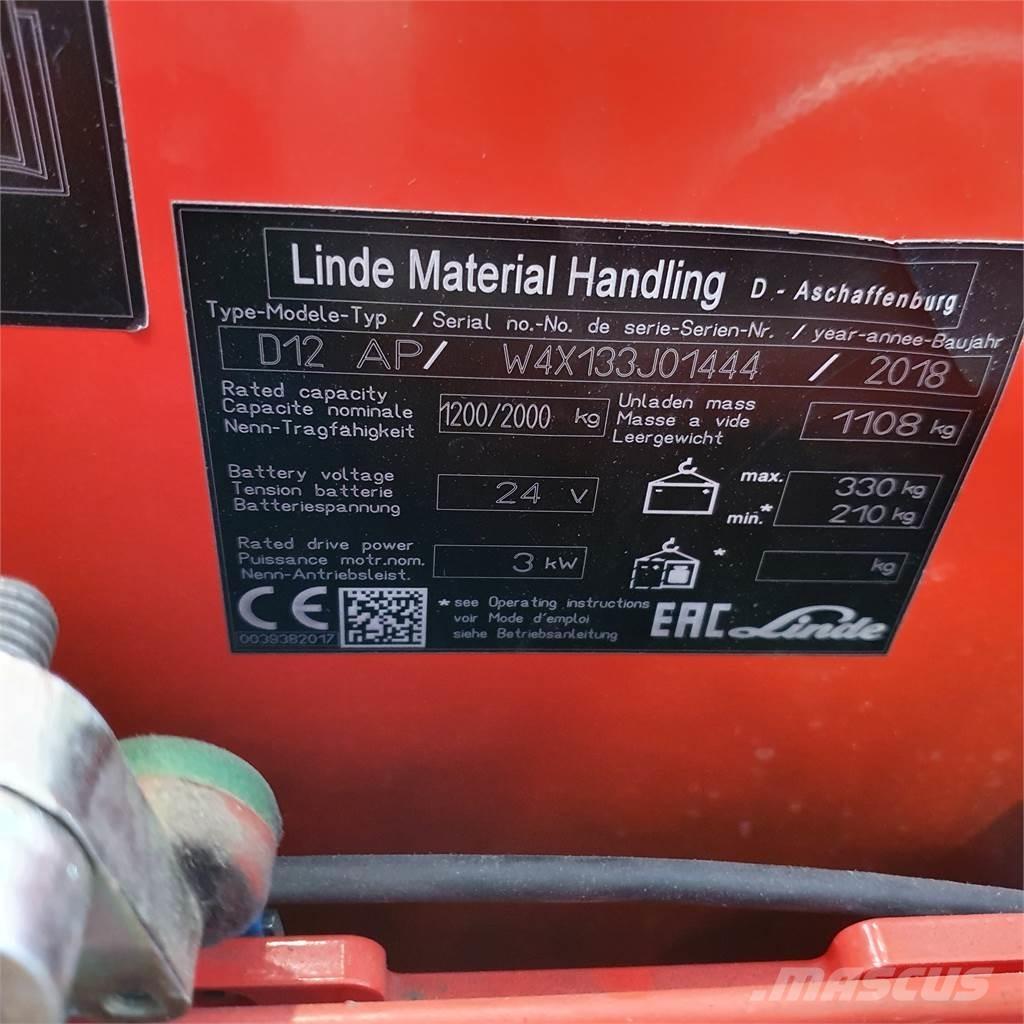 Linde Material Handling D - Aschaffenburg
Type-Modele-Typ / Serial no.-No. de serie-Serien-Nr. / year-annee-Baujahr
D12 AP/ W4X133J01444 / 2018
Rated capacity
Capacite nominale
Nenn-Tragfähigkeit
1200/2000 kg
Unladen mass
Masse a vide
Leergewicht
1108 kg
Battery voltage
Tension batterie
Batteriespannung
24 V
max. 330 kg
min.* 210 kg
Rated drive power
Puissance motr.nom.
Nenn-Antriebsleist.
3 kW
* kg
CE
0039382017
* see Operating instructions
voir Mode d'emploi
siehe Betriebsanleitung
EAC Linde
MASCUS